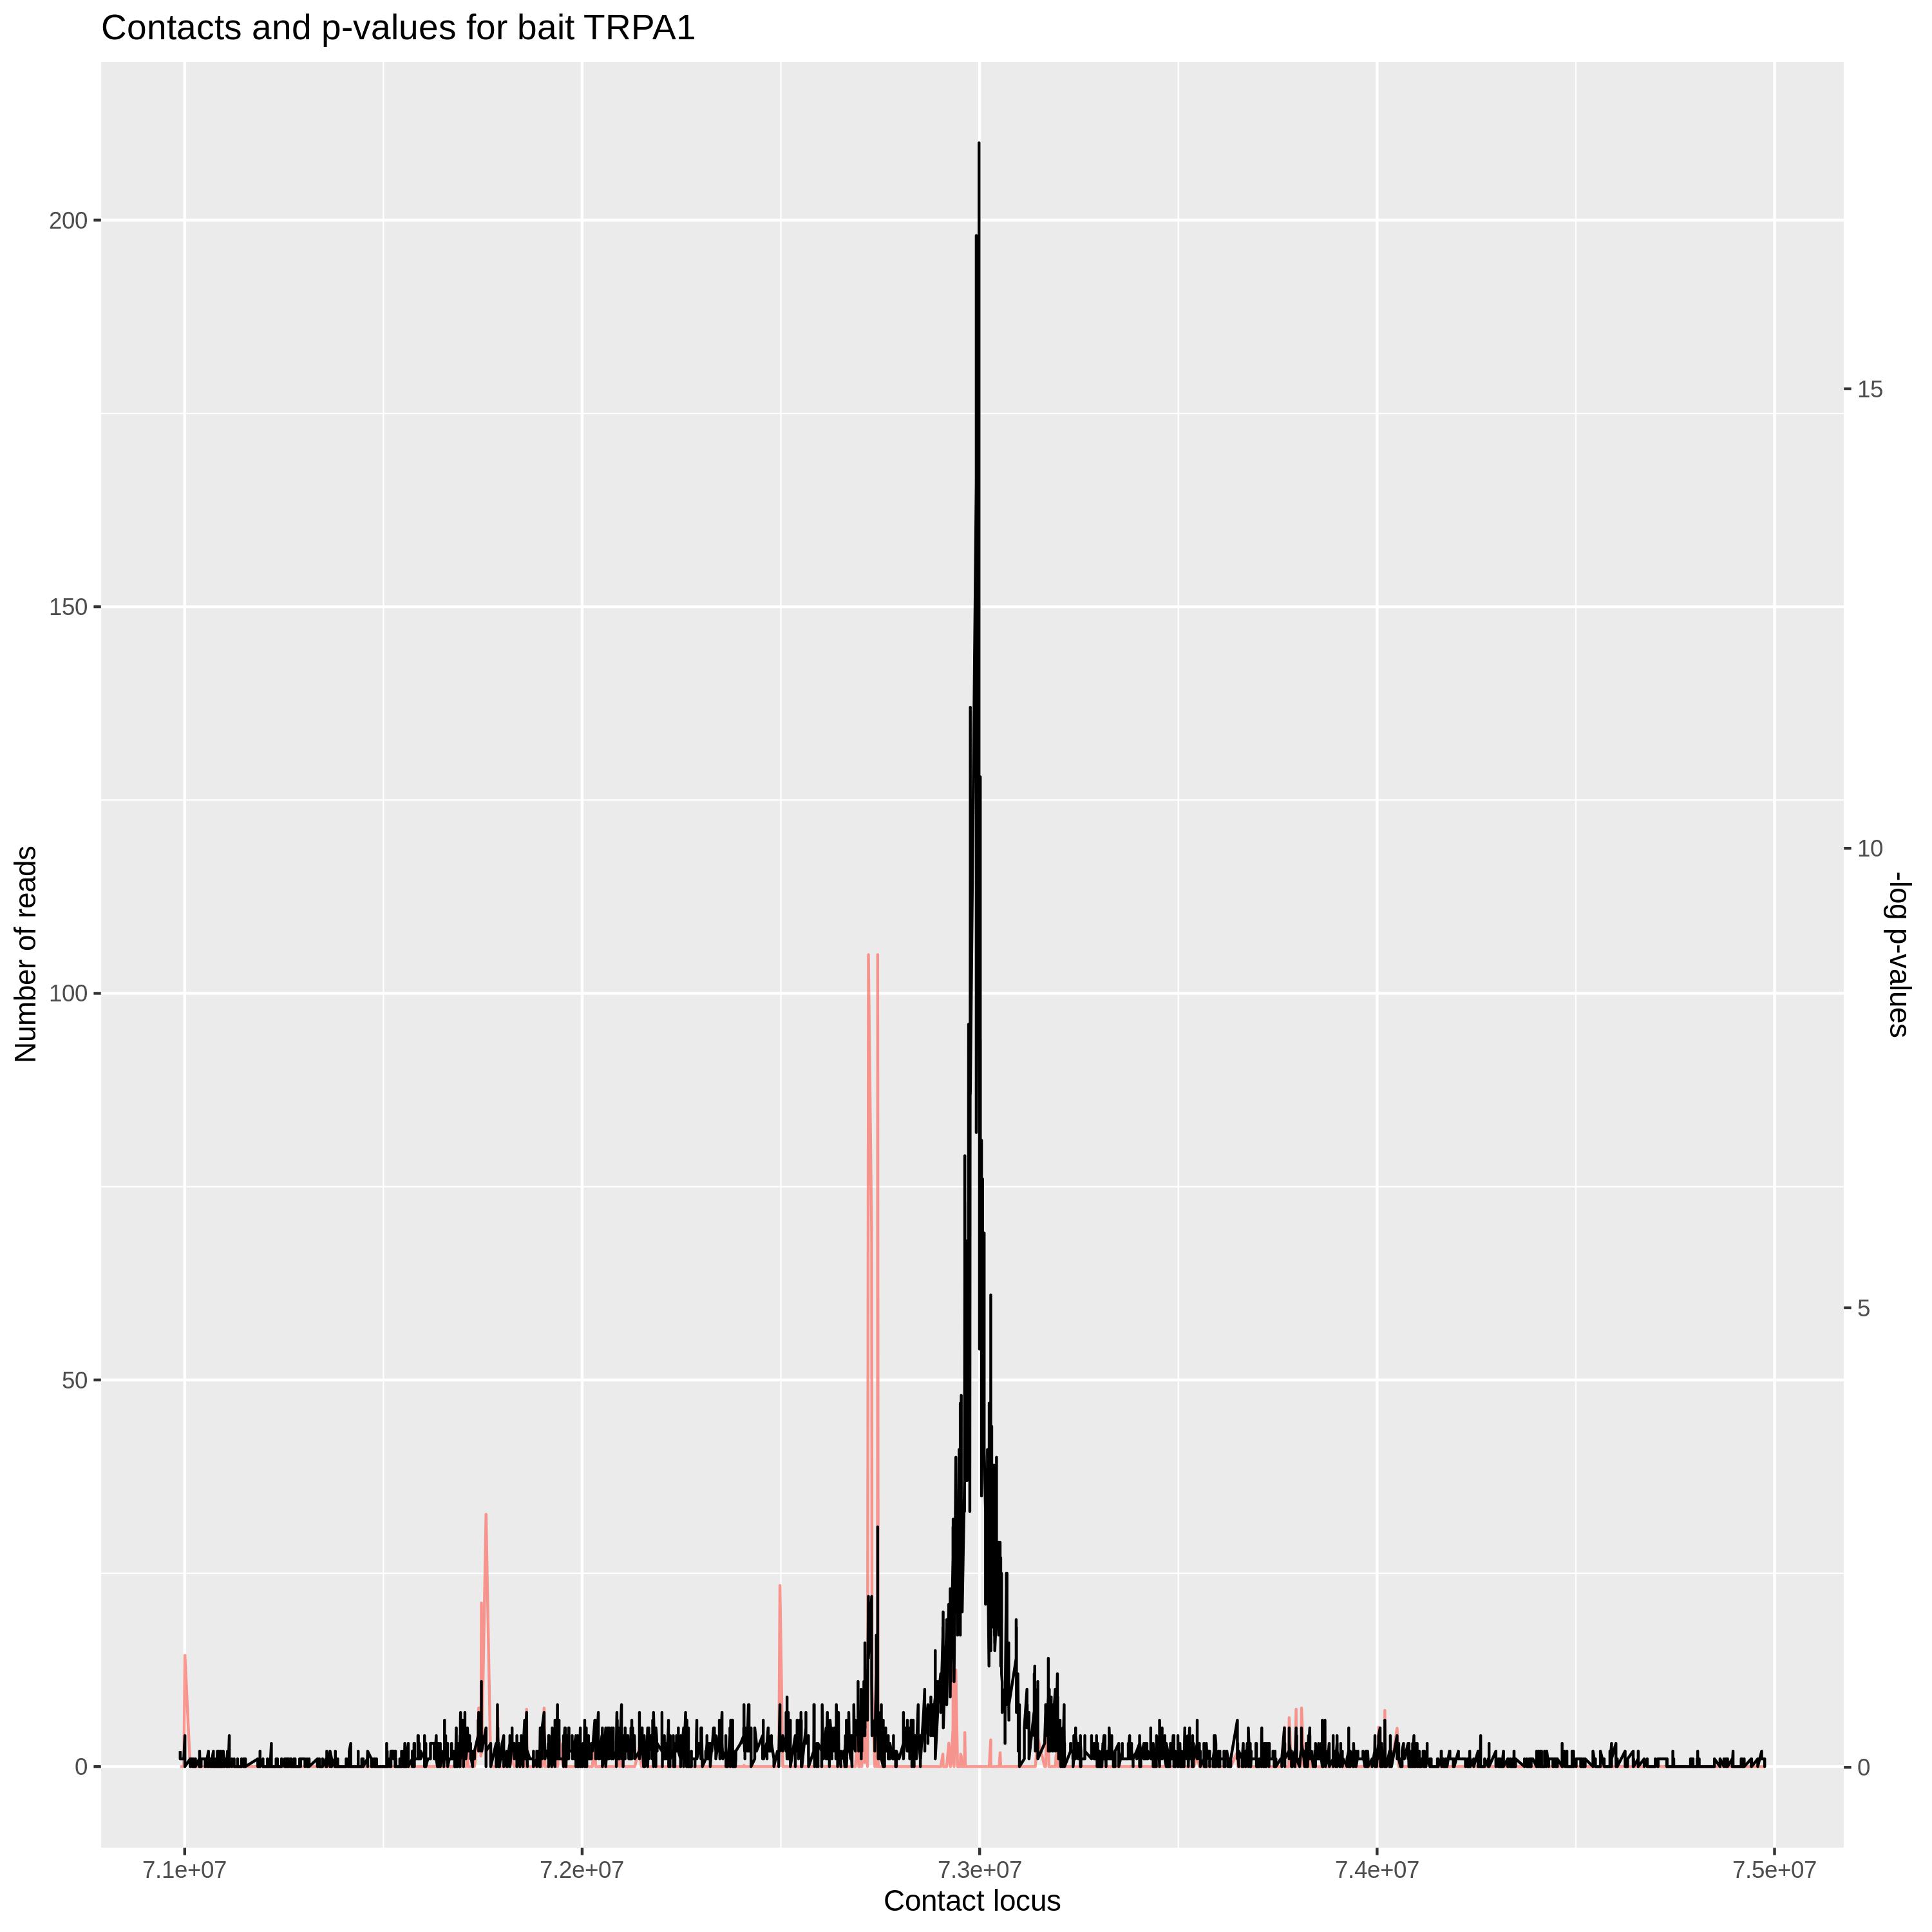 Contacts and p-values for bait TRPA1
200
150
100
50
0
Number of reads
15
10
5
0
-log p-values
7.1e+07
7.2e+07
7.3e+07
7.4e+07
7.5e+07
Contact locus